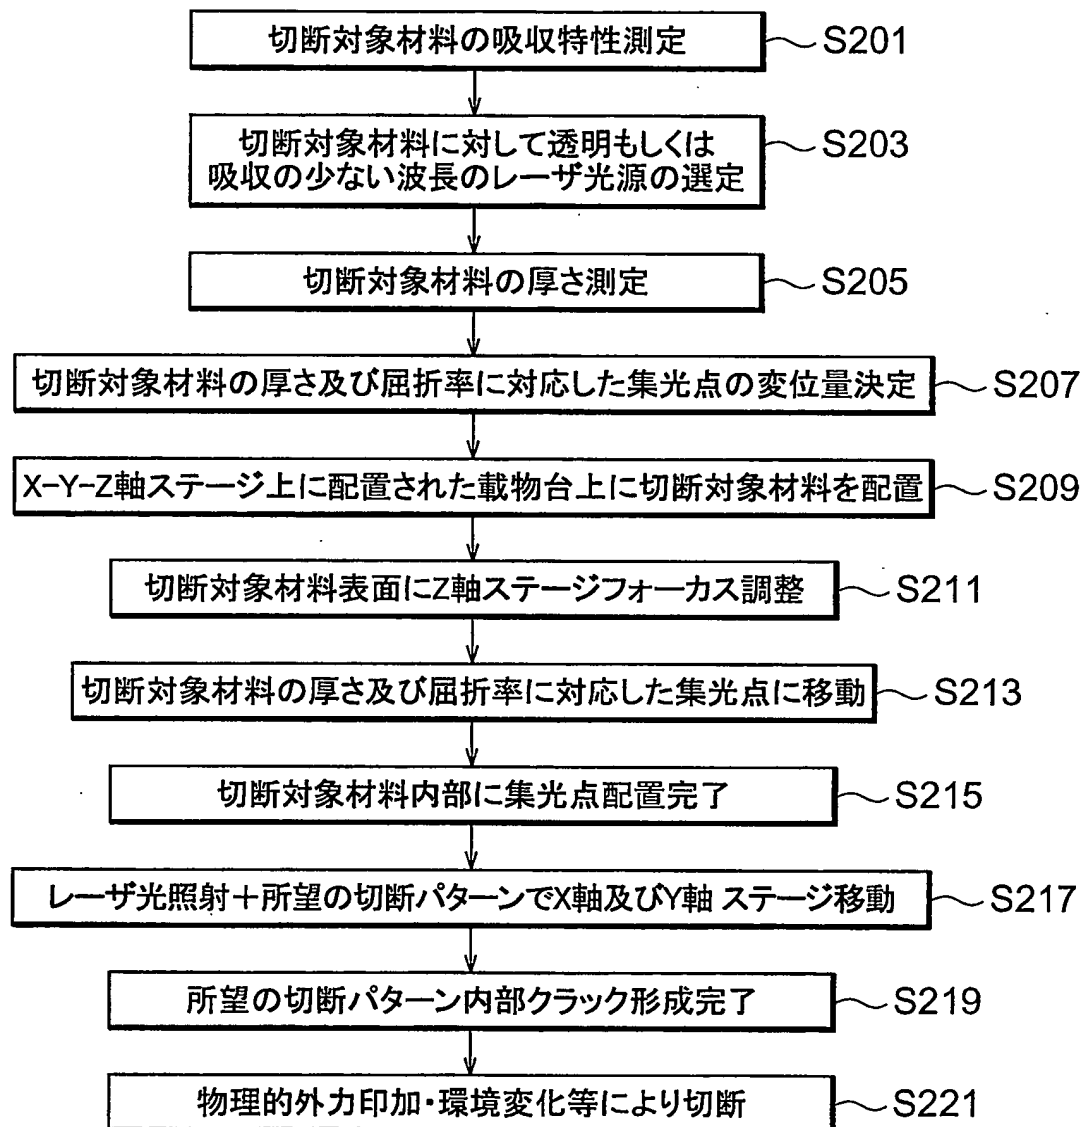 切断対象材料の吸収特性測定 S201
切断対象材料に対して透明もしくは
吸収の少ない波長のレーザ光源の選定 S203
切断対象材料の厚さ測定 S205
切断対象材料の厚さ及び屈折率に対応した集光点の変位量決定 S207
X-Y-Z軸ステージ上に配置された載物台上に切断対象材料を配置 S209
切断対象材料表面にZ軸ステージフォーカス調整 S211
切断対象材料の厚さ及び屈折率に対応した集光点に移動 S213
切断対象材料内部に集光点配置完了 S215
レーザ光照射+所望の切断パターンでX軸及びY軸 ステージ移動 S217
所望の切断パターン内部クラック形成完了 S219
物理的外力印加・環境変化等により切断 S221